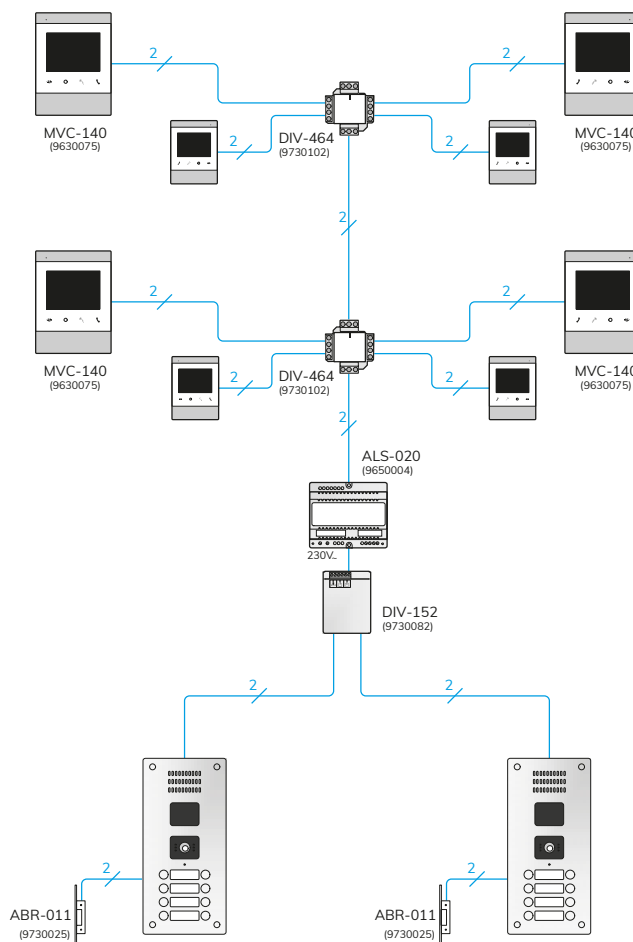 2
2
MVC-140
(9630075)
DIV-464
(9730102)
MVC-140
(9630075)
2
2
2
2
2
MVC-140
(9630075)
DIV-464
(9730102)
MVC-140
(9630075)
2
2
2
ALS-020
(9650004)
230V
DIV-152
(9730082)
2
2
2
2
ABR-011
(9730025)
ABR-011
(9730025)